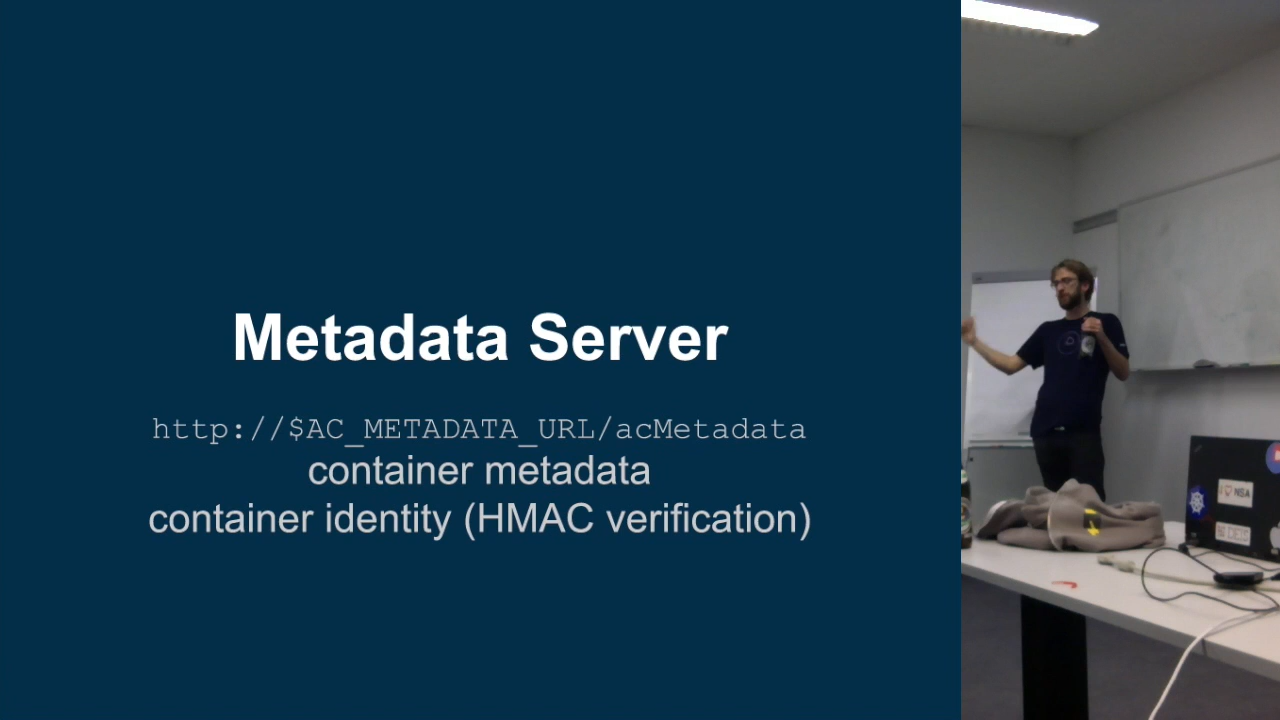 Metadata Server
http://$AC_METADATA_URL/acMetadata
container metadata
container identity (HMAC verification)
NSA